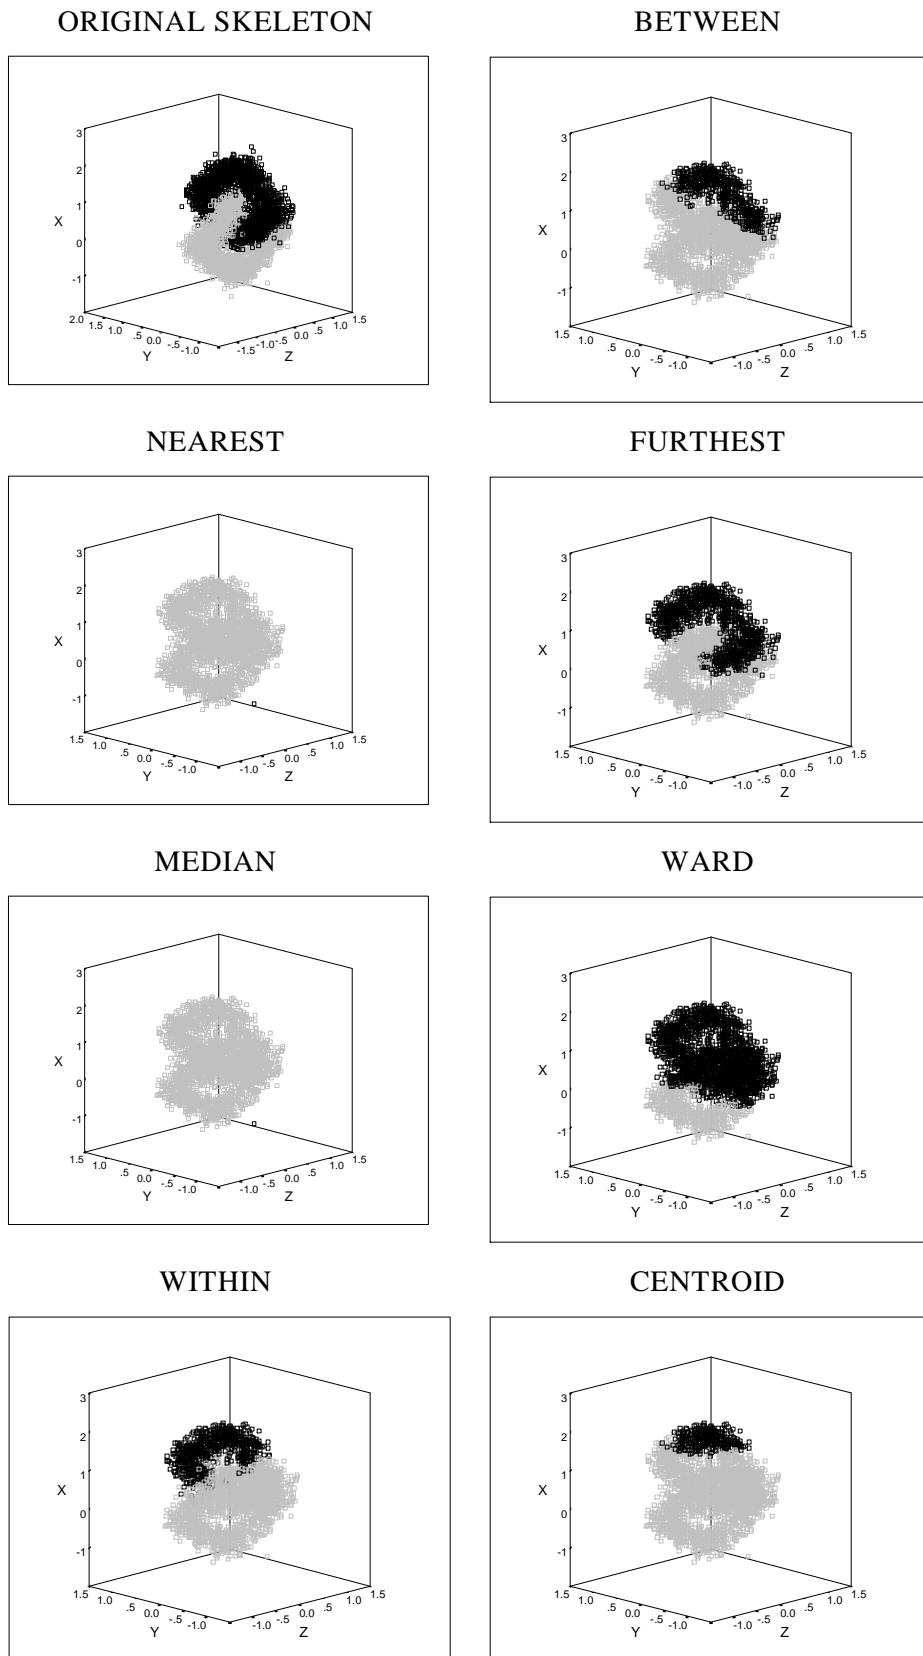 ORIGINAL SKELETON
3
2
1
0
-1
X
2.0 1.5 1.0 .5 0.0 -.5 -1.0
Y
-1.5 -1.0 -.5 0.0 .5 1.0 1.5
Z
BETWEEN
3
2
1
0
-1
X
1.5 1.0 .5 0.0 -.5 -1.0
Y
-1.0 -.5 0.0 .5 1.0 1.5
Z
NEAREST
3
2
1
0
-1
X
1.5 1.0 .5 0.0 -.5 -1.0
Y
-1.0 -.5 0.0 .5 1.0 1.5
Z
FURTHEST
3
2
1
0
-1
X
1.5 1.0 .5 0.0 -.5 -1.0
Y
-1.0 -.5 0.0 .5 1.0 1.5
Z
MEDIAN
3
2
1
0
-1
X
1.5 1.0 .5 0.0 -.5 -1.0
Y
-1.0 -.5 0.0 .5 1.0 1.5
Z
WARD
3
2
1
0
-1
X
1.5 1.0 .5 0.0 -.5 -1.0
Y
-1.0 -.5 0.0 .5 1.0 1.5
Z
WITHIN
3
2
1
0
-1
X
1.5 1.0 .5 0.0 -.5 -1.0
Y
-1.0 -.5 0.0 .5 1.0 1.5
Z
CENTROID
3
2
1
0
-1
X
1.5 1.0 .5 0.0 -.5 -1.0
Y
-1.0 -.5 0.0 .5 1.0 1.5
Z